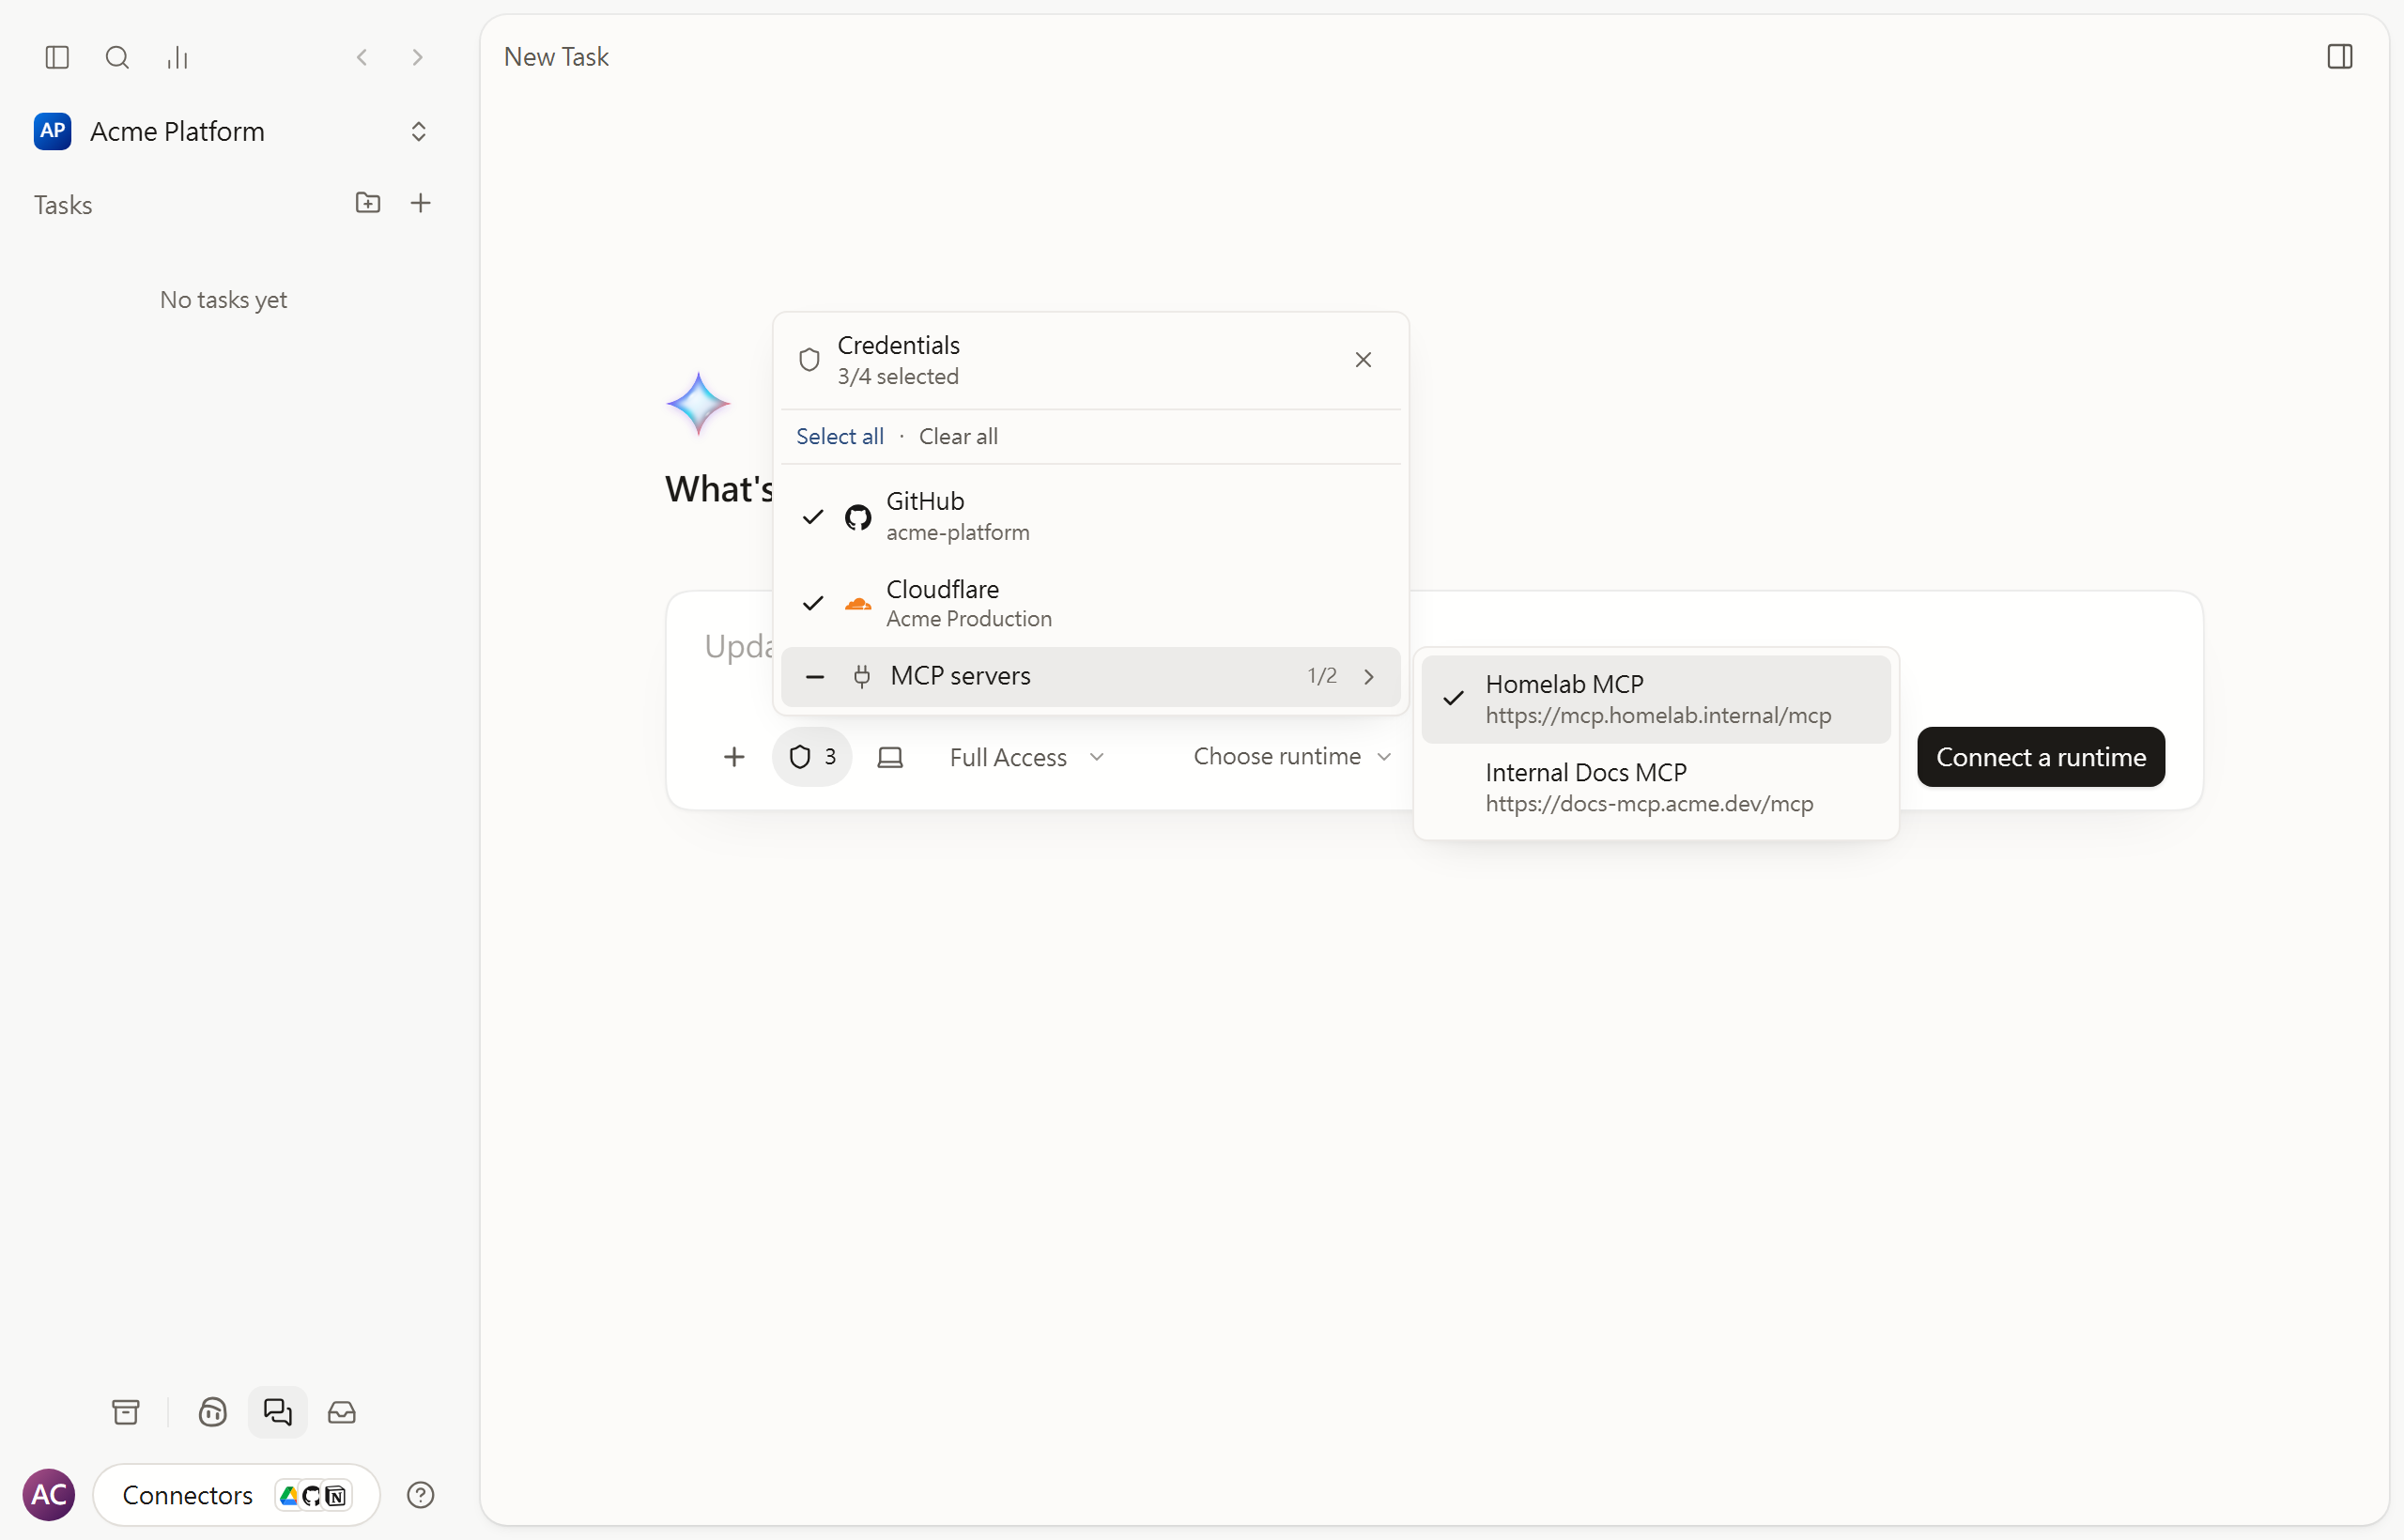 New Task
AP
Acme Platform
Tasks
No tasks yet
Credentials
3/4 selected
Select all · Clear all
What's
GitHub
acme-platform
Cloudflare
Acme Production
MCP servers
1/2
Homelab MCP
https://mcp.homelab.internal/mcp
Internal Docs MCP
https://docs-mcp.acme.dev/mcp
3
Full Access
Choose runtime
Connect a runtime
AC
Connectors